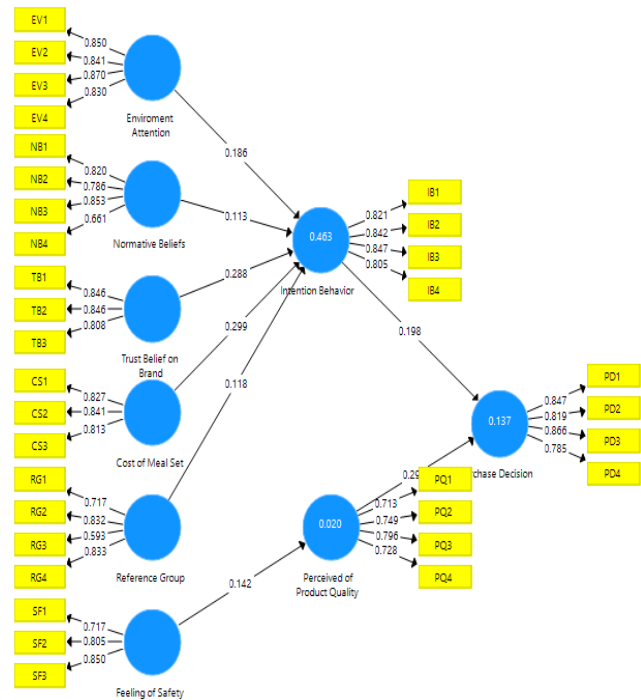 EV1
0.850
EV2
0.841
0.870
EV3
0.830
EV4
Enviroment
Attention
0.186
NB1
0.820
NB2
0.786
0.853
NB3
0.661
NB4
Normative Beliefs
0.113
TB1
0.846
TB2
0.846
0.808
TB3
Trust Belief on
Brand
0.288
CS1
0.827
CS2
0.841
0.813
CS3
Cost of Meal Set
0.299
RG1
0.717
RG2
0.832
0.593
RG3
0.833
RG4
Reference Group
0.118
SF1
0.717
SF2
0.805
0.850
SF3
Feeling of Safety
0.142
0.463
Intention Behavior
IB1
0.821
IB2
0.842
0.847
IB3
0.805
IB4
0.198
0.020
Perceived of
Product Quality
PQ1
0.713
PQ2
0.749
0.796
PQ3
0.728
PQ4
0.137
Decision
PD1
0.847
PD2
0.819
0.866
PD3
0.785
PD4